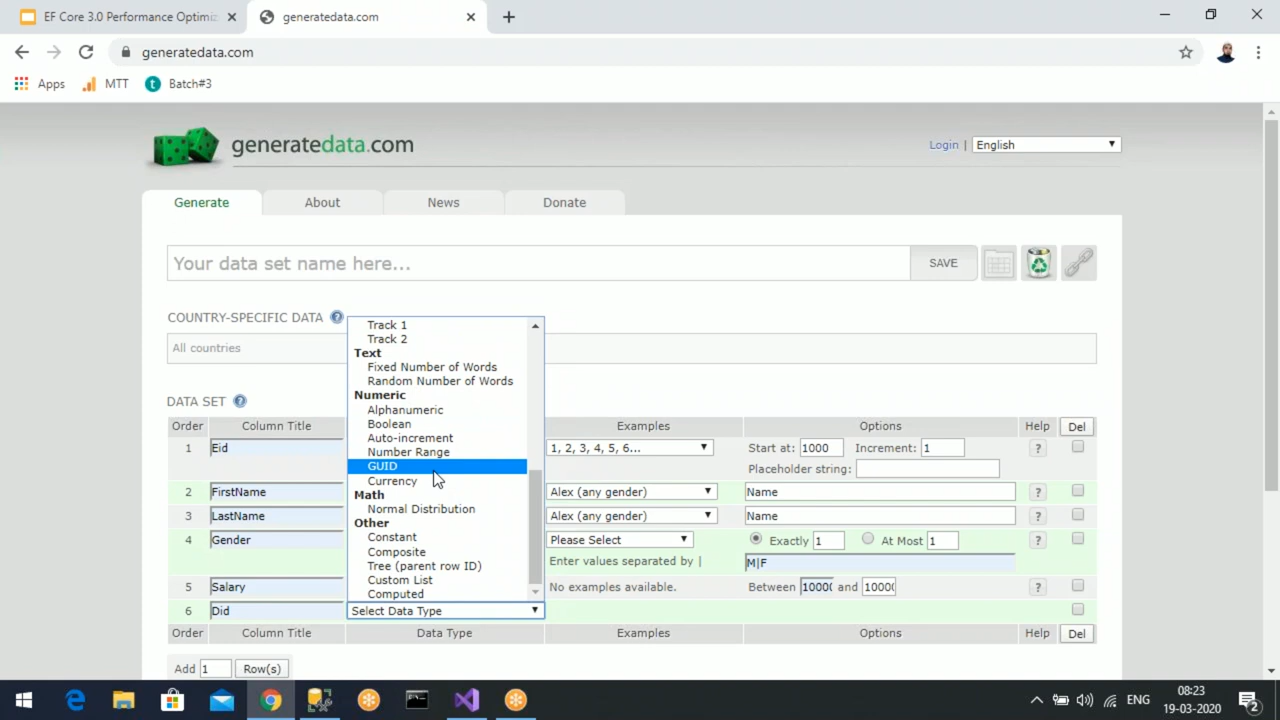 EF Core 3.0 Performance Optimiz
generatedata.com
generatedata.com
Apps
MTT
Batch#3
generatedata.com
Login | English
Generate
About
News
Donate
Your data set name here...
SAVE
COUNTRY-SPECIFIC DATA ?
All countries
Track 1
Track 2
Text
Fixed Number of Words
Random Number of Words
Numeric
Alphanumeric
Boolean
Auto-increment
Number Range
GUID
Currency
Math
Normal Distribution
Other
Constant
Composite
Tree (parent row ID)
Custom List
Computed
DATA SET ?
Order Column Title Examples Options Help Del
1 Eid 1, 2, 3, 4, 5, 6... Start at: 1000 Increment: 1 ?
Placeholder string:
2 FirstName Alex (any gender) Name ?
3 LastName Alex (any gender) Name ?
4 Gender Please Select Exactly 1 At Most 1 ?
Enter values separated by | M|F
5 Salary No examples available. Between 1000 and 1000 ?
6 Did Select Data Type
Order Column Title Data Type Examples Options Help Del
Add 1 Row(s)
ENG
08:23
19-03-2020
2